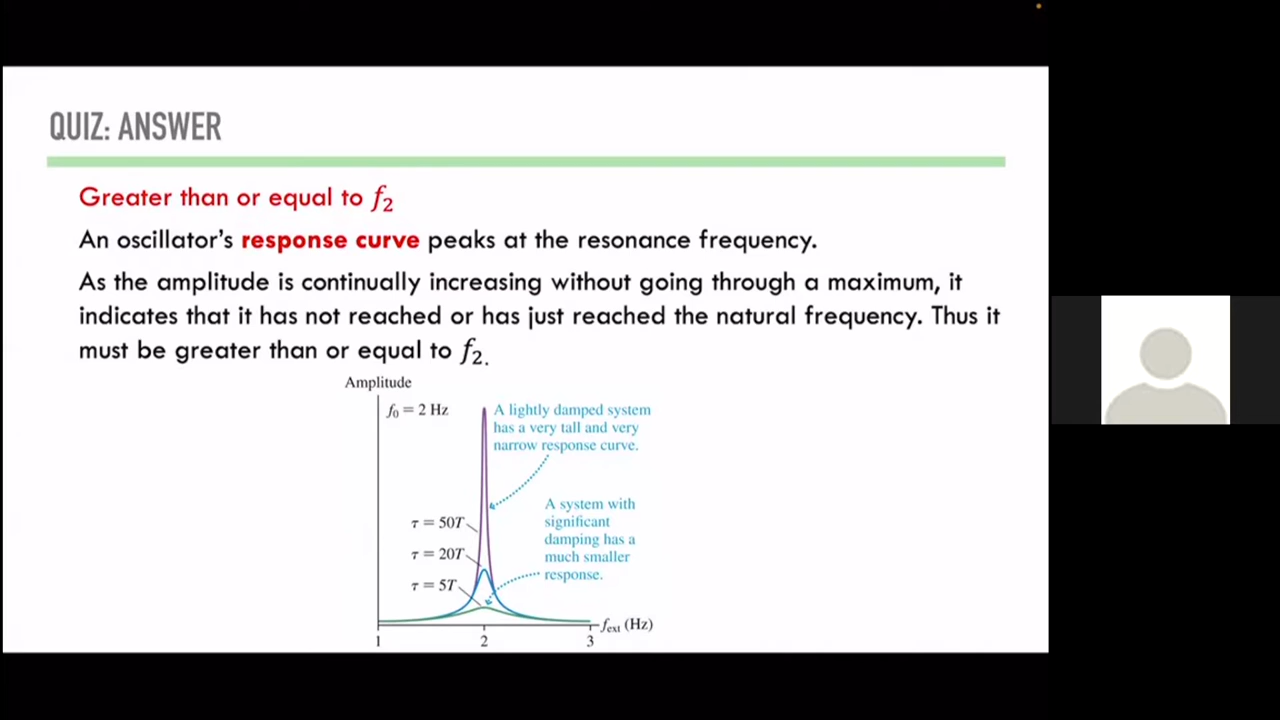 QUIZ: ANSWER
Greater than or equal to f₂
An oscillator's response curve peaks at the resonance frequency.
As the amplitude is continually increasing without going through a maximum, it
indicates that it has not reached or has just reached the natural frequency. Thus it
must be greater than or equal to f₂.
Amplitude
f₀ = 2 Hz
A lightly damped system
has a very tall and very
narrow response curve.
A system with
significant
damping has a
much smaller
response.
τ = 50T
τ = 20T
τ = 5T
fext (Hz)
1 2 3